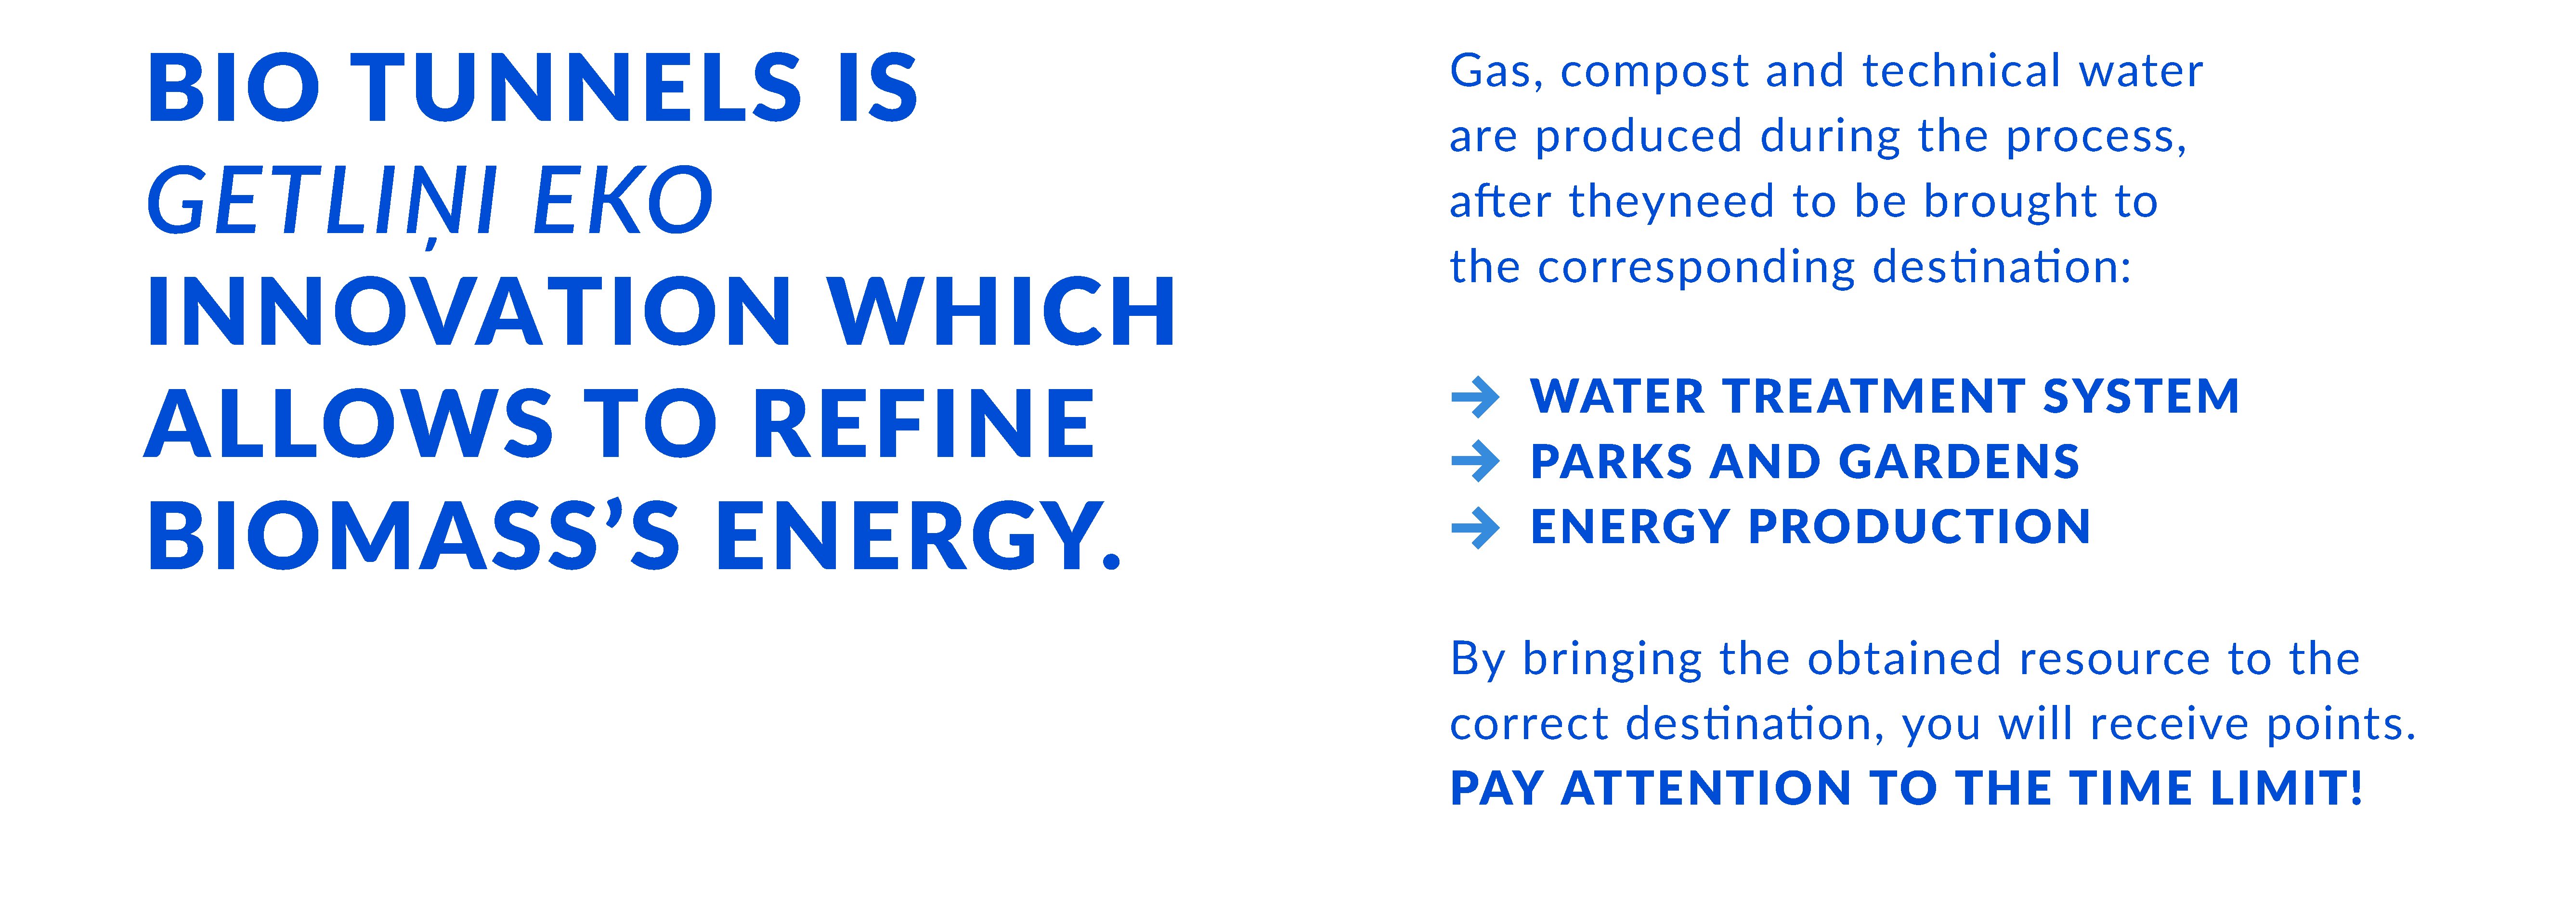 BIO TUNNELS IS
GETLIŅI EKO
INNOVATION WHICH
ALLOWS TO REFINE
BIOMASS’S ENERGY.
Gas, compost and technical water
are produced during the process,
after theyneed to be brought to
the corresponding destination:
→ WATER TREATMENT SYSTEM
→ PARKS AND GARDENS
→ ENERGY PRODUCTION
By bringing the obtained resource to the
correct destination, you will receive points.
PAY ATTENTION TO THE TIME LIMIT!